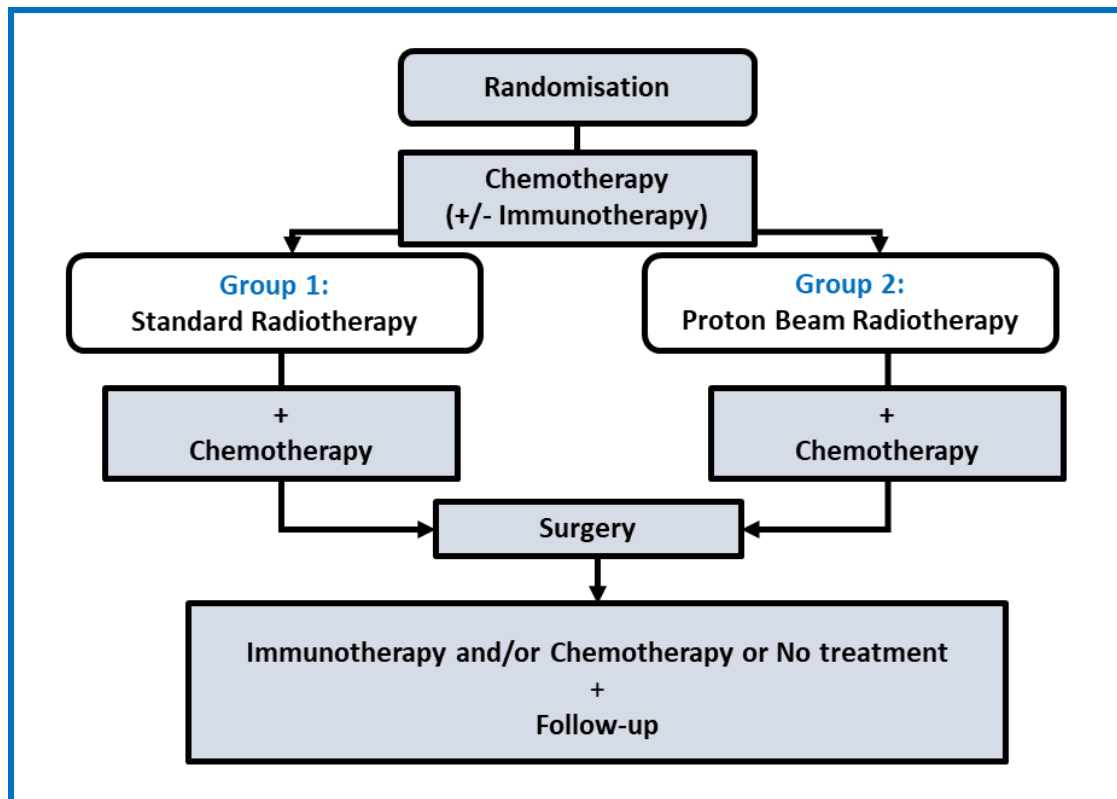 Randomisation
Chemotherapy
(+/- Immunotherapy)
Group 1:
Standard Radiotherapy
Group 2:
Proton Beam Radiotherapy
+
Chemotherapy
+
Chemotherapy
Surgery
Immunotherapy and/or Chemotherapy or No treatment
+
Follow-up